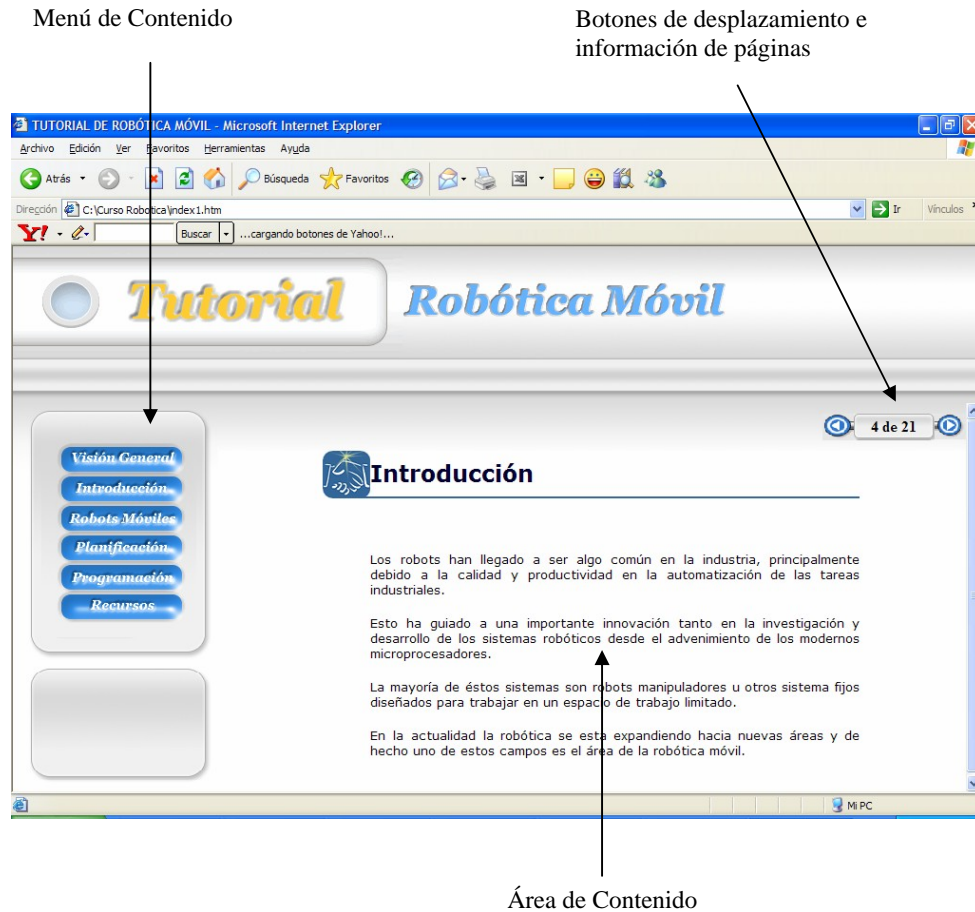 Menú de Contenido
Botones de desplazamiento e
información de páginas
TUTORIAL DE ROBÓTICA MÓVIL - Microsoft Internet Explorer
Archivo Edición Ver Favoritos Herramientas Ayuda
Atrás Búsqueda Favoritos
Dirección C:\Curso Robotica\index1.htm Ir Vínculos
Y! Buscar ...cargando botones de Yahoo!...
Tutorial Robótica Móvil
4 de 21
Visión General
Introducción
Robots Móviles
Planificación
Programación
Recursos
Introducción
Los robots han llegado a ser algo común en la industria, principalmente
debido a la calidad y productividad en la automatización de las tareas
industriales.
Esto ha guiado a una importante innovación tanto en la investigación y
desarrollo de los sistemas robóticos desde el advenimiento de los modernos
microprocesadores.
La mayoría de éstos sistemas son robots manipuladores u otros sistema fijos
diseñados para trabajar en un espacio de trabajo limitado.
En la actualidad la robótica se está expandiendo hacia nuevas áreas y de
hecho uno de estos campos es el área de la robótica móvil.
Mi PC
Área de Contenido